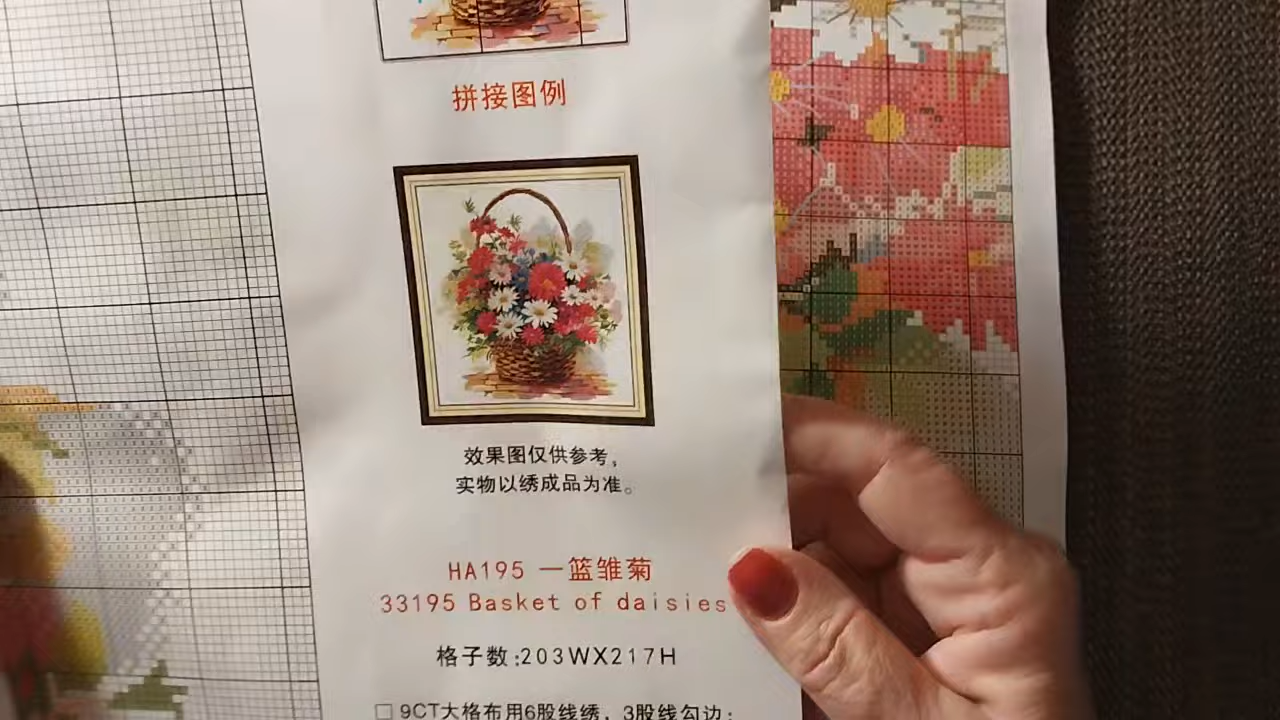 拼接图例
效果图仅供参考，
实物以绣成品为准。
HA195 一篮雏菊
33195 Basket of daisies
格子数:203WX217H
□ 9CT大格布用6股线绣，3股线勾边;